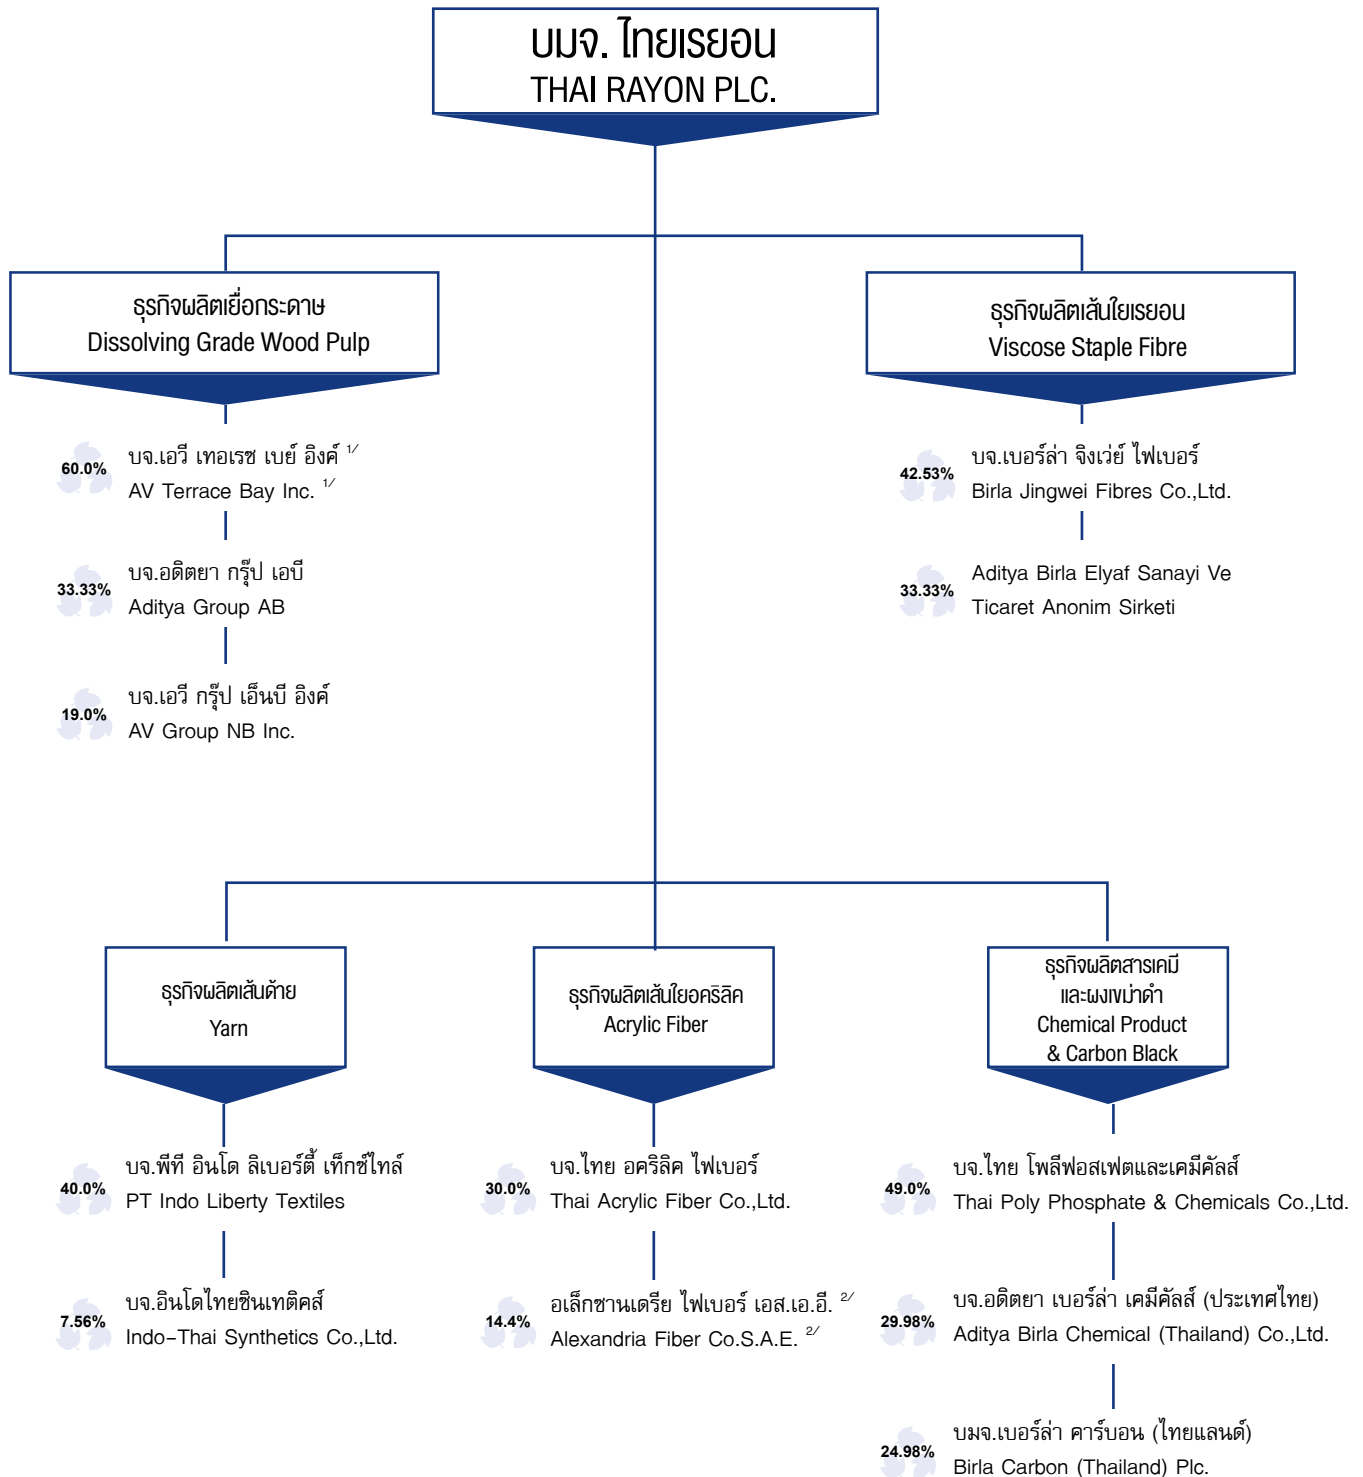 บมจ. ไทยเรยอน
THAI RAYON PLC.
ธุรกิจผลิตเยื่อกระดาษ
Dissolving Grade Wood Pulp
60.0%
บจ.เอวี เทอเรซ เบย์ อิงค์ 1/
AV Terrace Bay Inc. 1/
33.33%
บจ.อดิตยา กรุ๊ป เอบี
Aditya Group AB
19.0%
บจ.เอวี กรุ๊ป เอ็นบี อิงค์
AV Group NB Inc.
ธุรกิจผลิตเส้นใยเรยอน
Viscose Staple Fibre
42.53%
บจ.เบอร์ล่า จิงเว่ย์ ไฟเบอร์
Birla Jingwei Fibres Co.,Ltd.
33.33%
Aditya Birla Elyaf Sanayi Ve
Ticaret Anonim Sirketi
ธุรกิจผลิตเส้นด้าย
Yarn
40.0%
บจ.พีที อินโด ลิเบอร์ตี้ เท็กซ์ไทล์
PT Indo Liberty Textiles
7.56%
บจ.อินโดไทยซินเทติคส์
Indo-Thai Synthetics Co.,Ltd.
ธุรกิจผลิตเส้นใยอคริลิค
Acrylic Fiber
30.0%
บจ.ไทย อคริลิค ไฟเบอร์
Thai Acrylic Fiber Co.,Ltd.
14.4%
อเล็กซานเดรีย ไฟเบอร์ เอส.เอ.อี. 2/
Alexandria Fiber Co.S.A.E. 2/
ธุรกิจผลิตสารเคมี
และผงเขม่าดำ
Chemical Product
& Carbon Black
49.0%
บจ.ไทย โพลีฟอสเฟตและเคมีคัลส์
Thai Poly Phosphate & Chemicals Co.,Ltd.
29.98%
บจ.อดิตยา เบอร์ล่า เคมีคัลส์ (ประเทศไทย)
Aditya Birla Chemical (Thailand) Co.,Ltd.
24.98%
บมจ.เบอร์ล่า คาร์บอน (ไทยแลนด์)
Birla Carbon (Thailand) Plc.